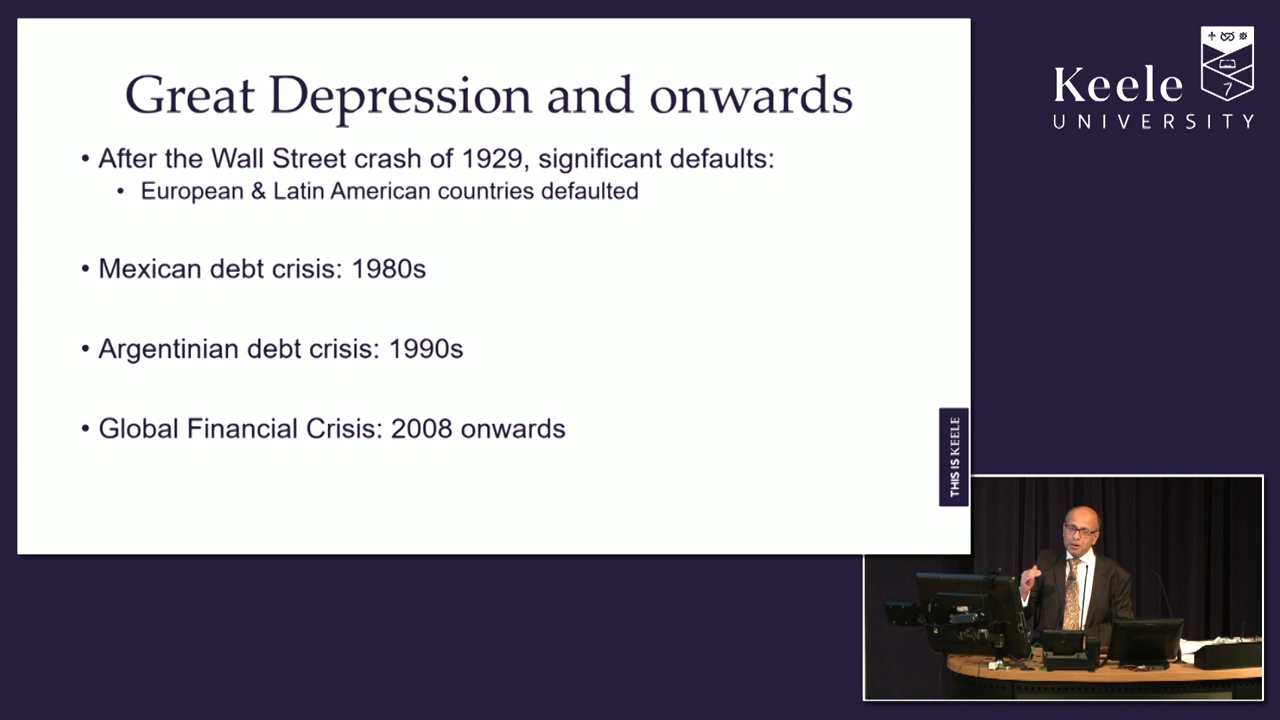 Great Depression and onwards
• After the Wall Street crash of 1929, significant defaults:
• European & Latin American countries defaulted
• Mexican debt crisis: 1980s
• Argentinian debt crisis: 1990s
• Global Financial Crisis: 2008 onwards
THIS IS KEELE
Keele
UNIVERSITY